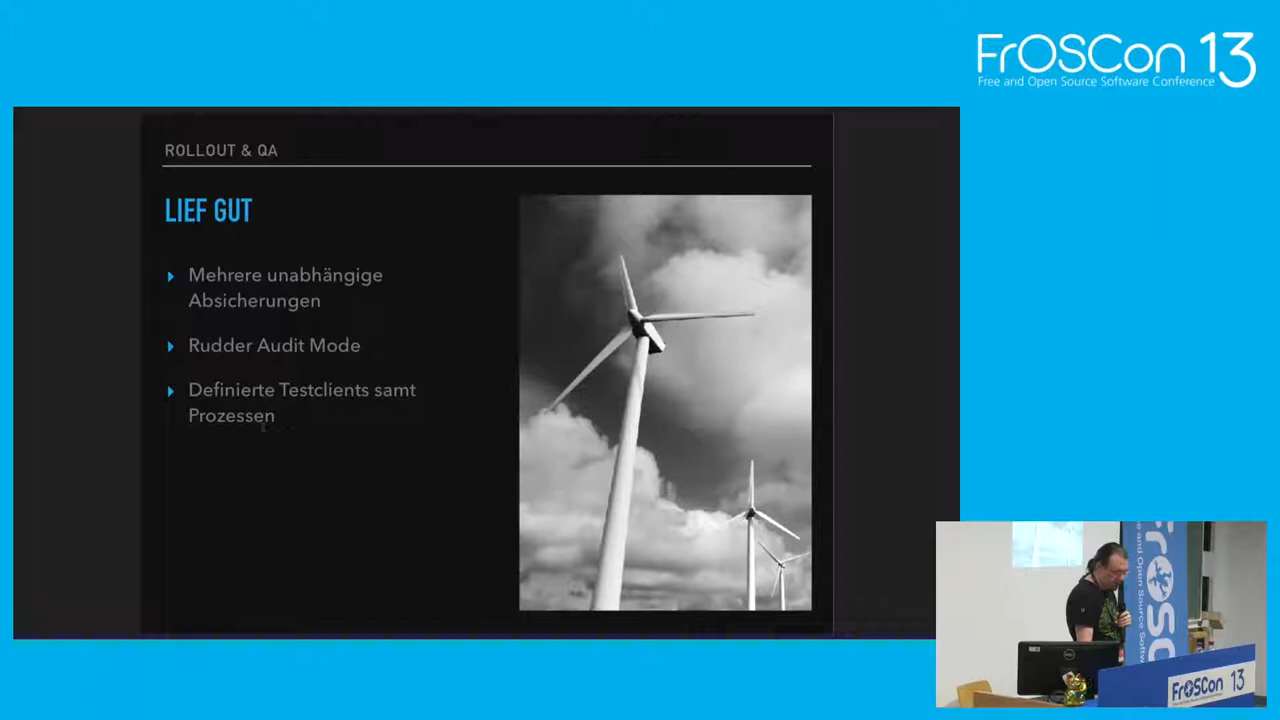 FrOSCon 13
Free and Open Source Software Conference
ROLLOUT & QA
LIEF GUT
Mehrere unabhängige
Absicherungen
Rudder Audit Mode
Definierte Testclients samt
Prozessen
FrOSCon 13